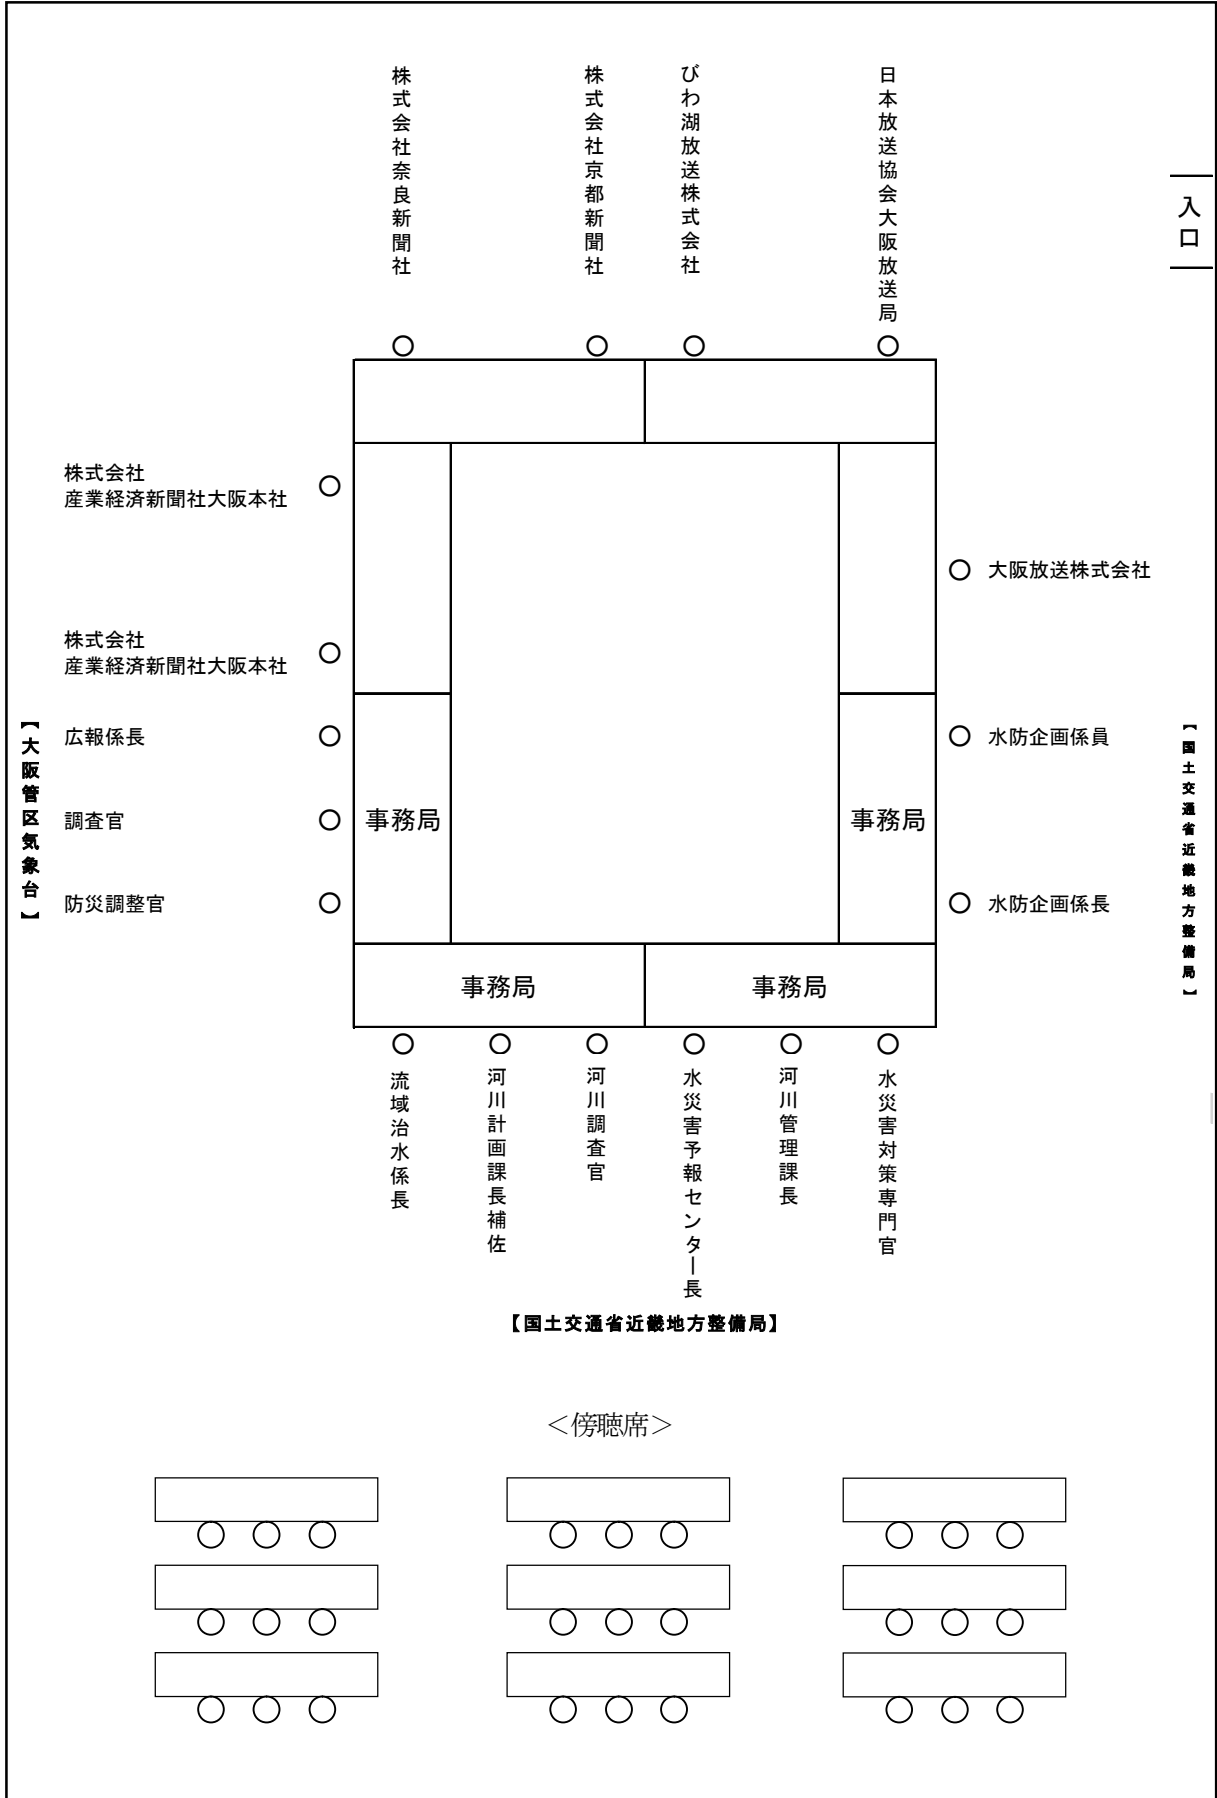 株式会社奈良新聞社
株式会社京都新聞社
びわ湖放送株式会社
日本放送協会大阪放送局
入口
株式会社
産業経済新聞社大阪本社
大阪放送株式会社
株式会社
産業経済新聞社大阪本社
【大阪管区気象台】
広報係長
調査官
防災調整官
事務局
事務局
水防企画係員
水防企画係長
【国土交通省近畿地方整備局】
事務局
事務局
流域治水係長
河川計画課長補佐
河川調査官
水災害予報センター長
河川管理課長
水災害対策専門官
【国土交通省近畿地方整備局】
＜傍聴席＞